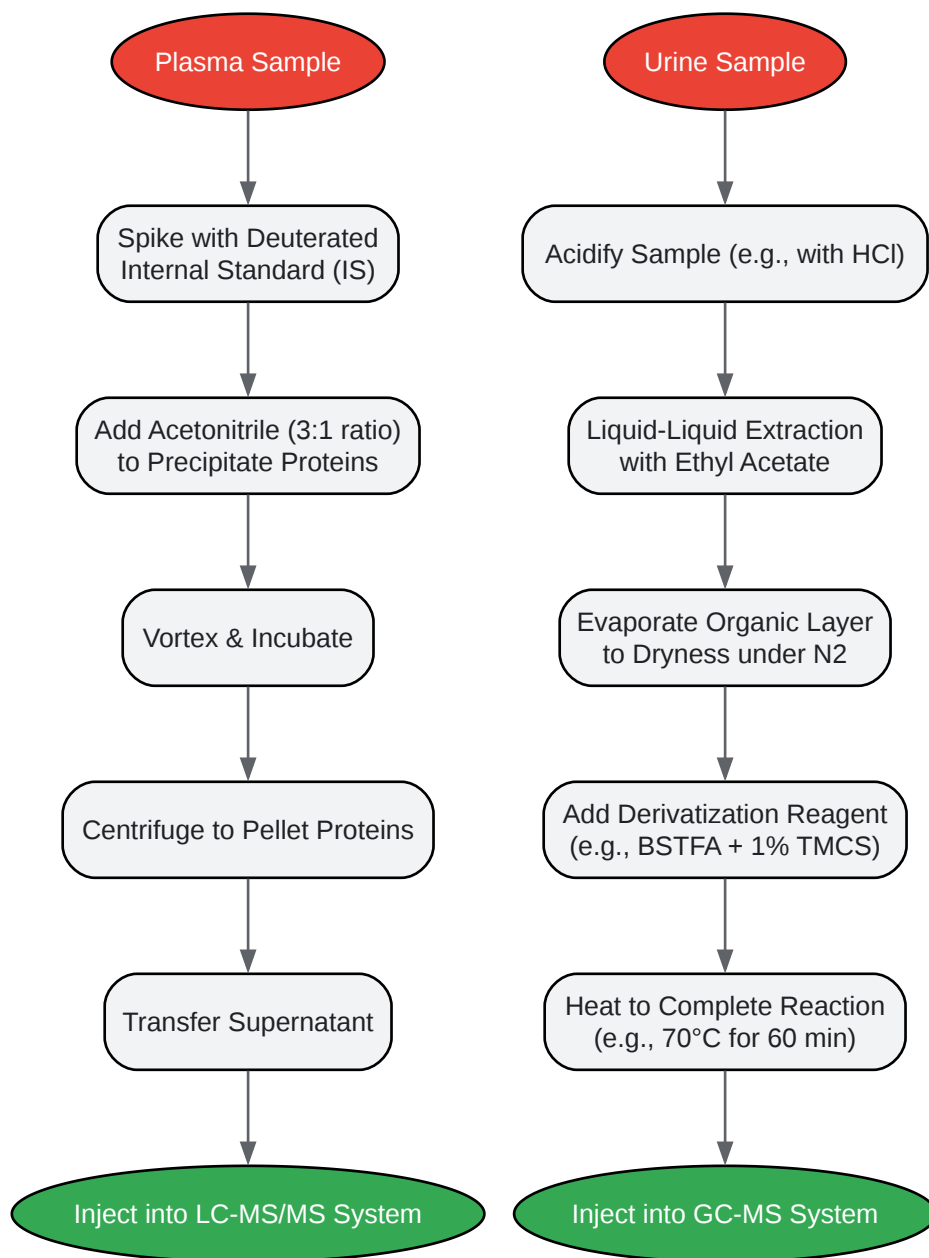 Plasma Sample
Spike with Deuterated
Internal Standard (IS)
Add Acetonitrile (3:1 ratio)
to Precipitate Proteins
Vortex & Incubate
Centrifuge to Pellet Proteins
Transfer Supernatant
Inject into LC-MS/MS System
Urine Sample
Acidify Sample (e.g., with HCl)
Liquid-Liquid Extraction
with Ethyl Acetate
Evaporate Organic Layer
to Dryness under N2
Add Derivatization Reagent
(e.g., BSTFA + 1% TMCS)
Heat to Complete Reaction
(e.g., 70°C for 60 min)
Inject into GC-MS System